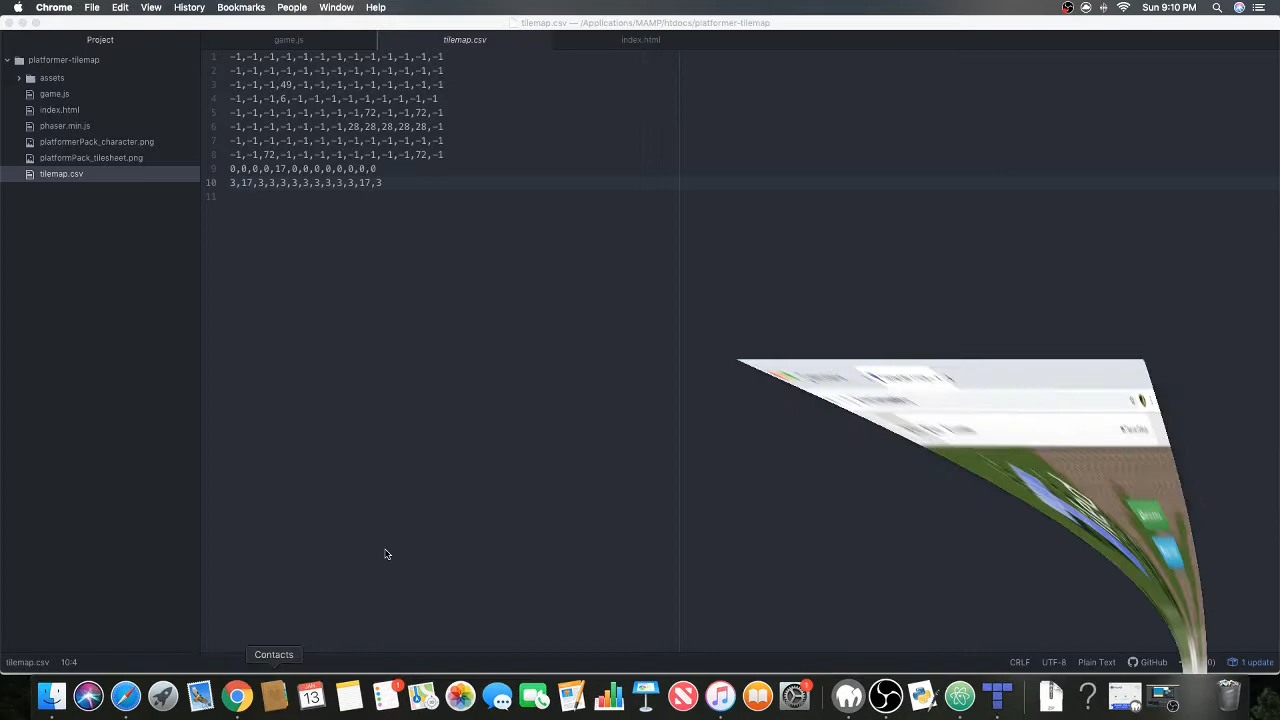 Chrome File Edit View History Bookmarks People Window Help
Sun 9:10 PM
tilemap.csv — /Applications/MAMP/htdocs/platformer-tilemap
Project
game.js
tilemap.csv
index.html
platformer-tilemap
assets
game.js
index.html
phaser.min.js
platformerPack_character.png
platformPack_tilesheet.png
tilemap.csv
1 -1,-1,-1,-1,-1,-1,-1,-1,-1,-1,-1,-1,-1
2 -1,-1,-1,-1,-1,-1,-1,-1,-1,-1,-1,-1,-1
3 -1,-1,-1,49,-1,-1,-1,-1,-1,-1,-1,-1,-1
4 -1,-1,-1,6,-1,-1,-1,-1,-1,-1,-1,-1,-1
5 -1,-1,-1,-1,-1,-1,-1,-1,72,-1,-1,72,-1
6 -1,-1,-1,-1,-1,-1,-1,28,28,28,28,28,-1
7 -1,-1,-1,-1,-1,-1,-1,-1,-1,-1,-1,-1,-1
8 -1,-1,72,-1,-1,-1,-1,-1,-1,-1,-1,72,-1
9 0,0,0,0,17,0,0,0,0,0,0,0,0
10 3,17,3,3,3,3,3,3,3,3,3,17,3
11
Contacts
tilemap.csv 10:4
CRLF UTF-8 Plain Text GitHub
1 update